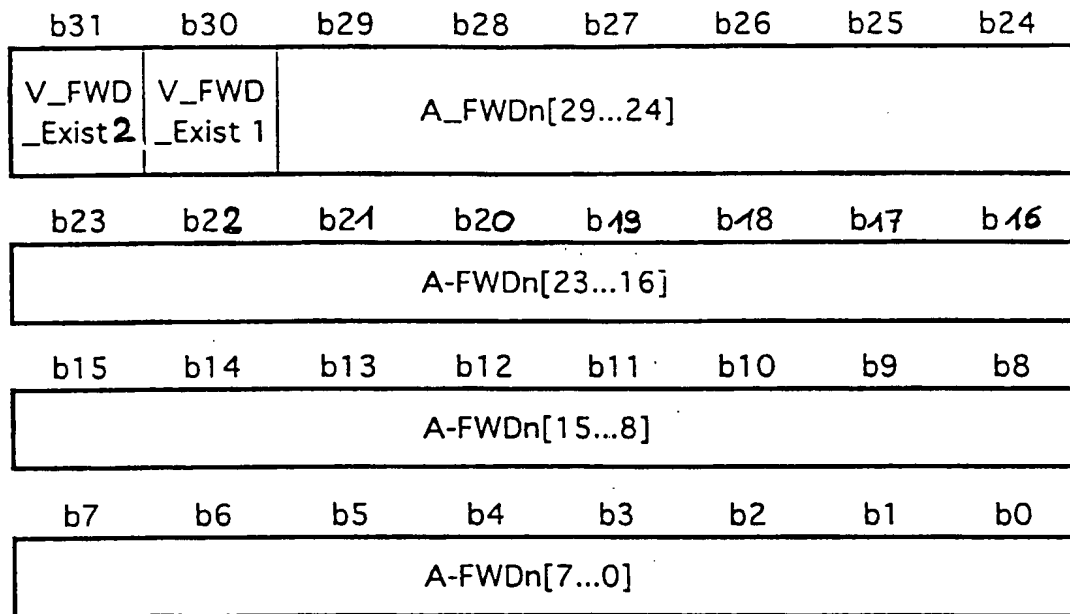 b31 b30 b29 b28 b27 b26 b25 b24
V_FWD V_FWD
_Exist 2 _Exist 1
A_FWDn[29...24]
b23 b22 b21 b20 b19 b18 b17 b16
A-FWDn[23...16]
b15 b14 b13 b12 b11 b10 b9 b8
A-FWDn[15...8]
b7 b6 b5 b4 b3 b2 b1 b0
A-FWDn[7...0]